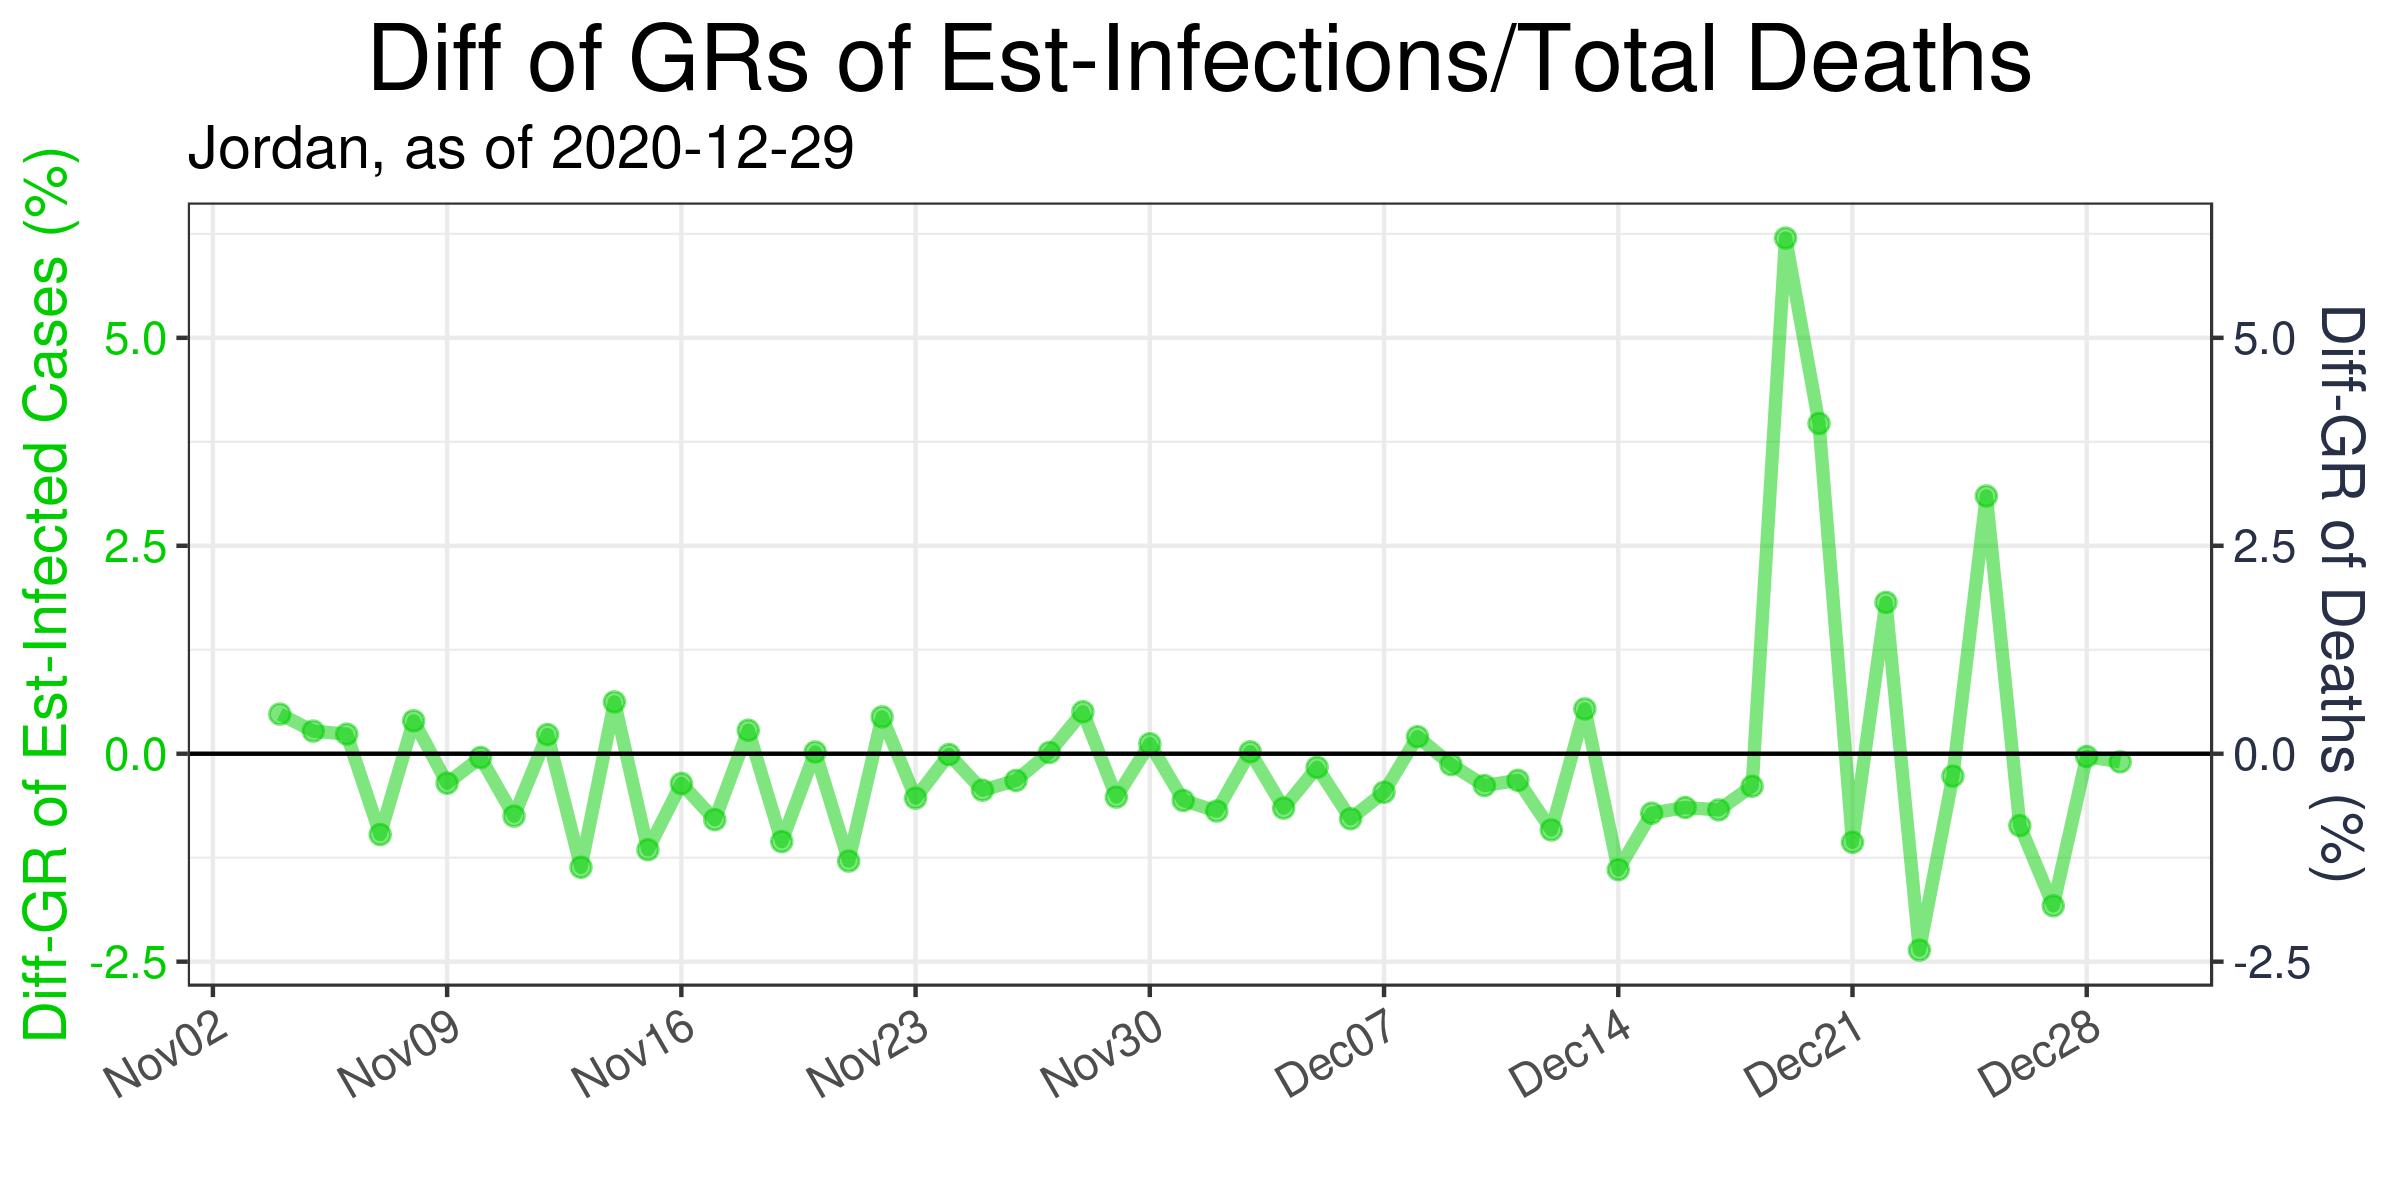 Diff of GRs of Est-Infections/Total Deaths
Jordan, as of 2020-12-29
Diff-GR of Est-Infected Cases (%)
5.0
2.5
0.0
-2.5
5.0
2.5
0.0
-2.5
Diff-GR of Deaths (%)
Nov02
Nov09
Nov16
Nov23
Nov30
Dec07
Dec14
Dec21
Dec28